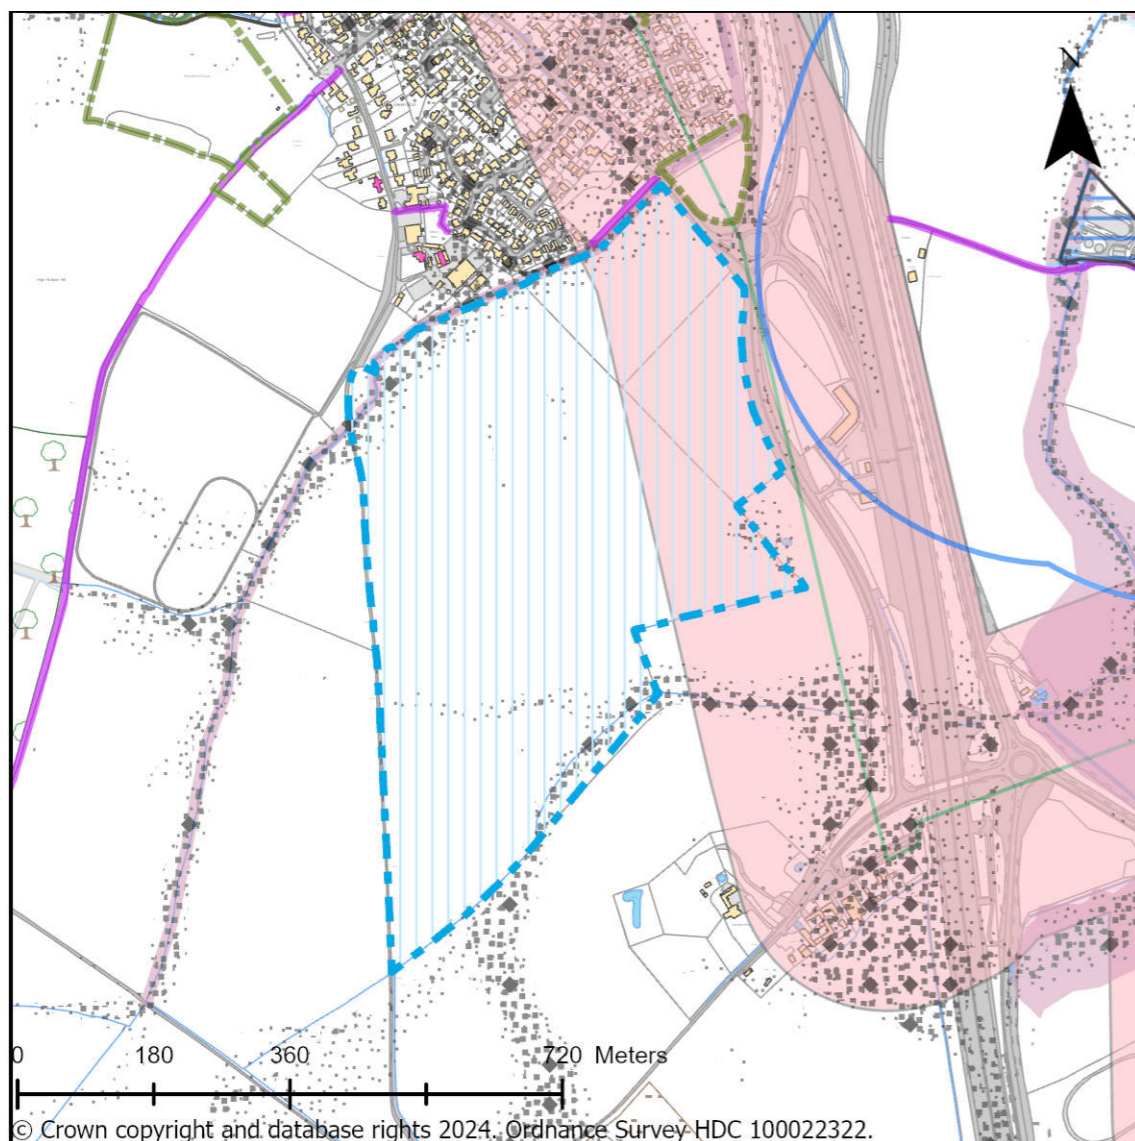 N
0 180 360 720 Meters
© Crown copyright and database rights 2024. Ordnance Survey HDC 100022322.